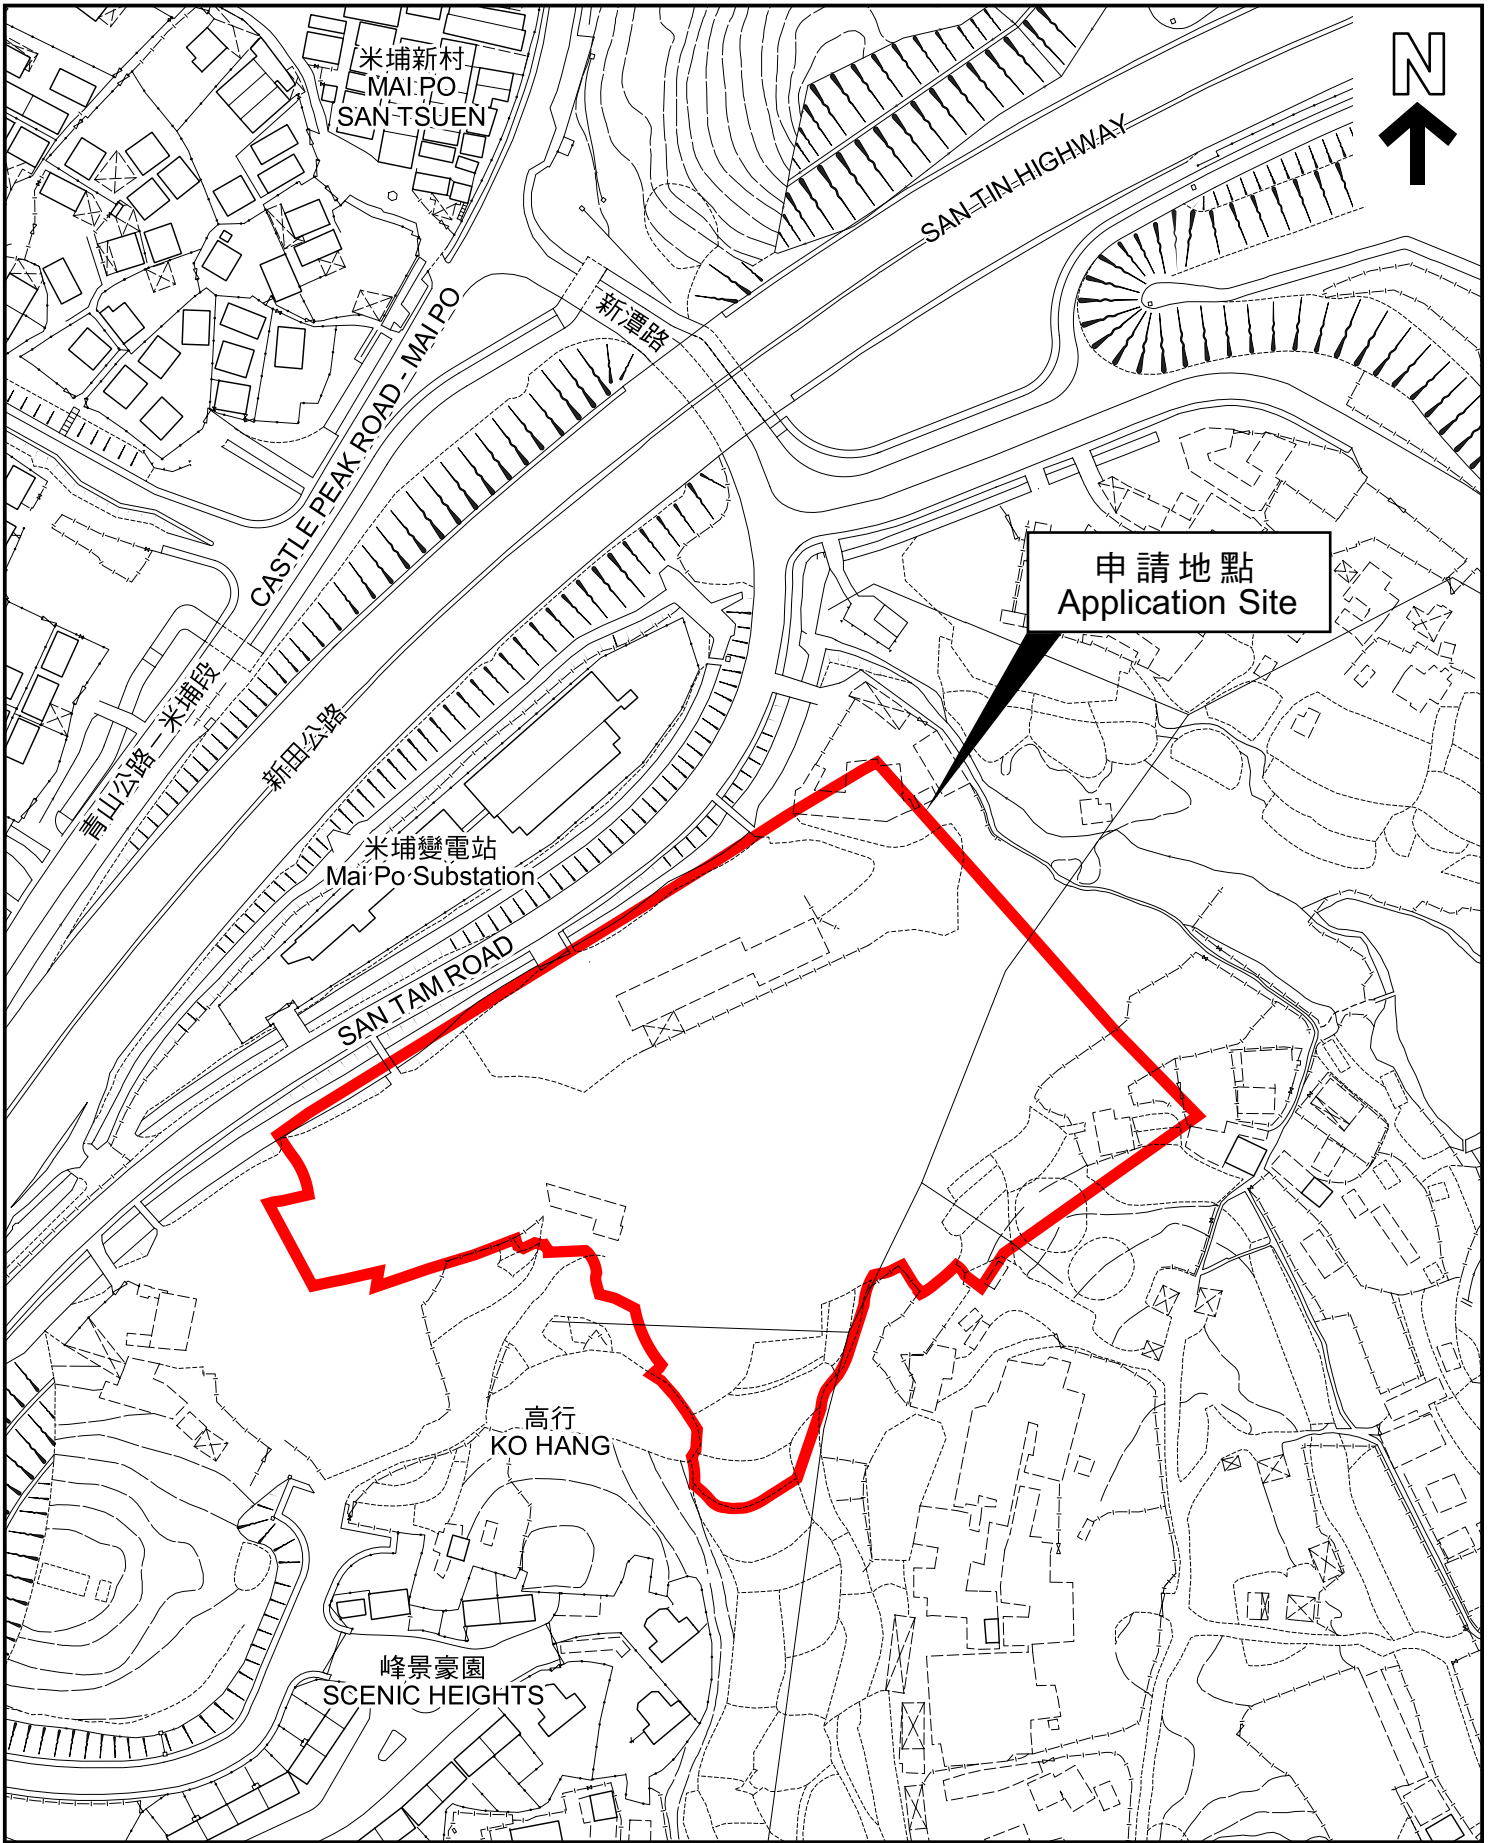 米埔新村
MAI PO
SAN TSUEN
N
SAN TIN HIGHWAY
新潭路
CASTLE PEAK ROAD - MAI PO
申請地點
Application Site
青山公路－米埔段
新田公路
米埔變電站
Mai Po Substation
SAN TAM ROAD
高行
KO HANG
峰景豪園
SCENIC HEIGHTS